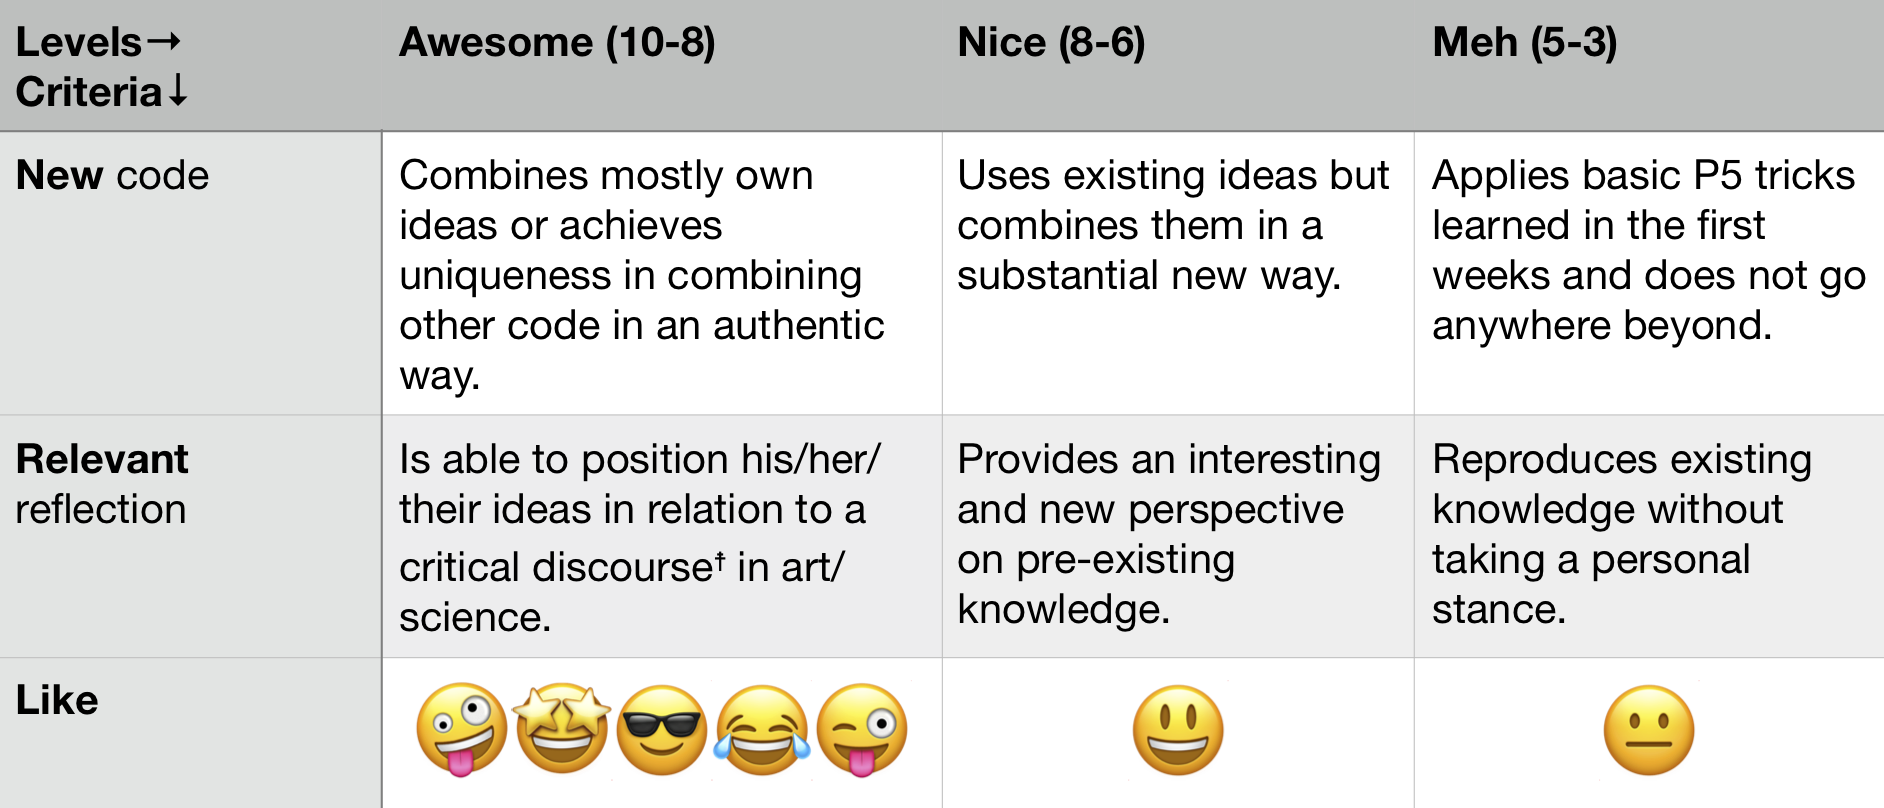 Levels→
Criteria↓
Awesome (10-8)
Nice (8-6)
Meh (5-3)
New code
Combines mostly own
ideas or achieves
uniqueness in combining
other code in an authentic
way.
Uses existing ideas but
combines them in a
substantial new way.
Applies basic P5 tricks
learned in the first
weeks and does not go
anywhere beyond.
Relevant
reflection
Is able to position his/her/
their ideas in relation to a
critical discourse☨ in art/
science.
Provides an interesting
and new perspective
on pre-existing
knowledge.
Reproduces existing
knowledge without
taking a personal
stance.
Like